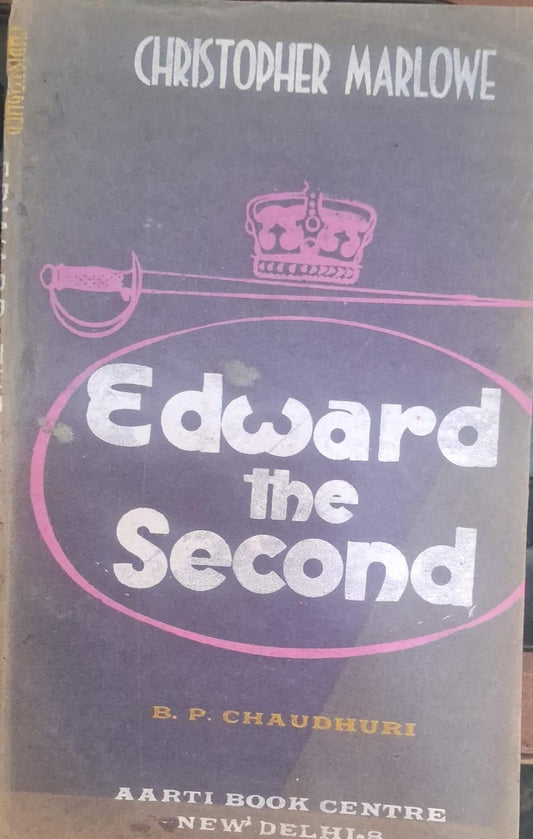 CHRISTOPHER MARLOWE
Edward
the
Second
B. P. CHAUDHURI
AARTI BOOK CENTRE
NEW DELHI-8